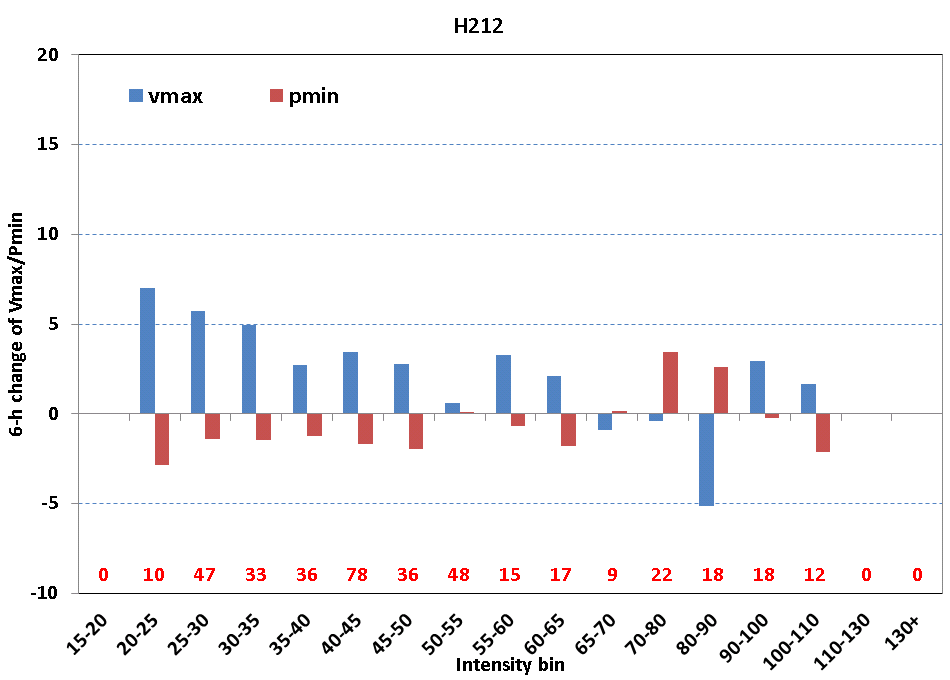 H212
20
vmax pmin
15
10
5
0
-5
-10
6-h change of Vmax/Pmin
0 10 47 33 36 78 36 48 15 17 9 22 18 18 12 0 0
15-20 20-25 25-30 30-35 35-40 40-45 45-50 50-55 55-60 60-65 65-70 70-80 80-90 90-100 100-110 110-130 130+
Intensity bin